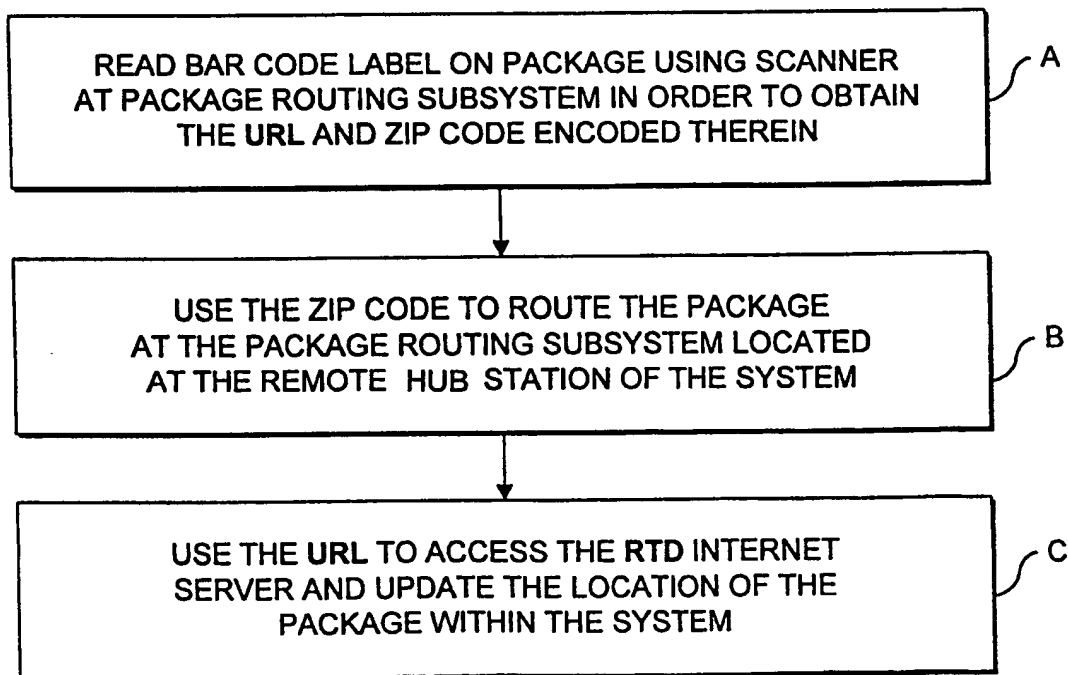 READ BAR CODE LABEL ON PACKAGE USING SCANNER
AT PACKAGE ROUTING SUBSYSTEM IN ORDER TO OBTAIN
THE URL AND ZIP CODE ENCODED THEREIN
A
USE THE ZIP CODE TO ROUTE THE PACKAGE
AT THE PACKAGE ROUTING SUBSYSTEM LOCATED
AT THE REMOTE HUB STATION OF THE SYSTEM
B
USE THE URL TO ACCESS THE RTD INTERNET
SERVER AND UPDATE THE LOCATION OF THE
PACKAGE WITHIN THE SYSTEM
C